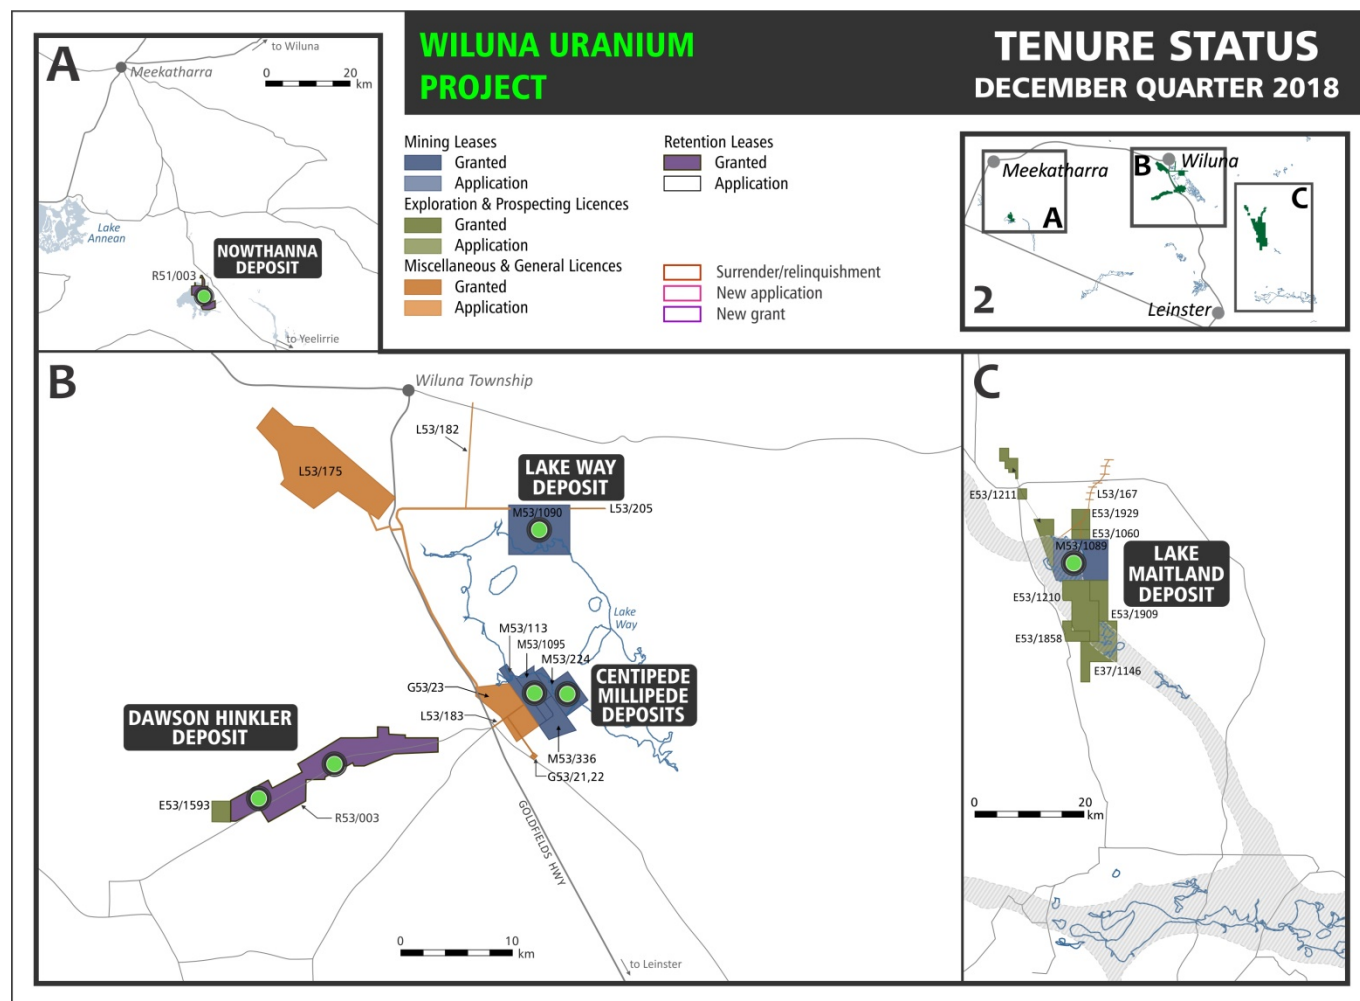 WILUNA URANIUM
PROJECT
TENURE STATUS
DECEMBER QUARTER 2018
A
to Wiluna
Meekatharra
0 20
km
Lake
Annean
NOWTHANNA
DEPOSIT
R51/003
to Yeelirrie
Mining Leases
Granted
Application
Exploration & Prospecting Licences
Granted
Application
Miscellaneous & General Licences
Granted
Application
Retention Leases
Granted
Application
Surrender/relinquishment
New application
New grant
Meekatharra
A
B
Wiluna
C
2
Leinster
B
Wiluna Township
L53/182
L53/175
LAKE WAY
DEPOSIT
M53/1090
L53/205
Lake
Way
M53/113
M53/1095
M53/224
G53/23
CENTIPEDE
MILLIPEDE
DEPOSITS
L53/183
M53/336
G53/21,22
DAWSON HINKLER
DEPOSIT
E53/1593
R53/003
GOLDFIELDS HWY
0 10
km
to Leinster
C
E53/1211
L53/167
E53/1929
E53/1060
M53/1089
LAKE
MAITLAND
DEPOSIT
E53/1210
E53/1909
E53/1858
E37/1146
0 20
km